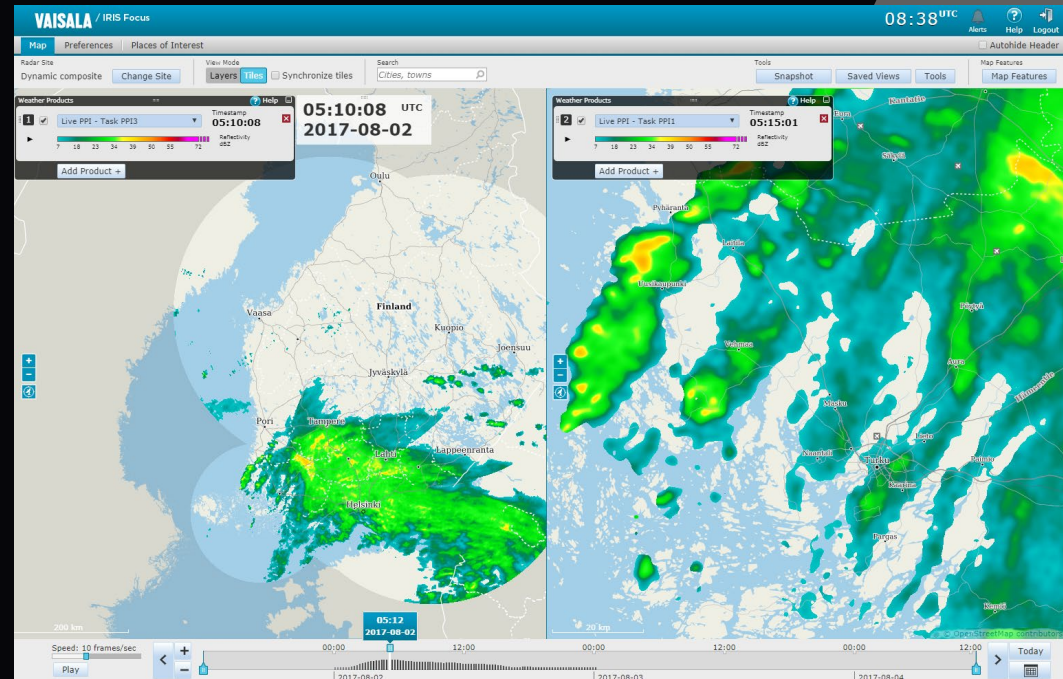 VAISALA / IRIS Focus
08:38 UTC
Alerts
Help
Logout
Map
Preferences
Places of Interest
Autohide Header
Radar Site
Dynamic composite
Change Site
View Mode
Layers
Tiles
Synchronize tiles
Search
Cities, towns
Tools
Snapshot
Saved Views
Tools
Map Features
Map Features
Weather Products
Help
1
Live PPI - Task PPI3
Timestamp
05:10:08
7 18 23 34 39 50 55 72
Reflectivity
dBZ
Add Product +
05:10:08 UTC
2017-08-02
Oulu
Vaasa
Finland
Kuopio
Joensuu
Jyväskylä
Pori
Tampere
Lahti
Lappeenranta
Helsinki
200 km
Weather Products
Help
2
Live PPI - Task PPI1
Timestamp
05:15:01
7 18 23 34 39 50 55 72
Reflectivity
dBZ
Add Product +
Kantatie
Eura
Säkylä
Pyhäranta
Laitila
Uusikaupunki
Pöytyä
Vehmaa
Aura
Hämeentie
Masku
Lieto
Naantali
Turku
Paimio
Kaarina
Pargas
Kemiö
20 km
© OpenStreetMap contributors
05:12
2017-08-02
Speed: 10 frames/sec
Play
00:00
12:00
00:00
12:00
00:00
12:00
2017-08-02
2017-08-03
2017-08-04
Today